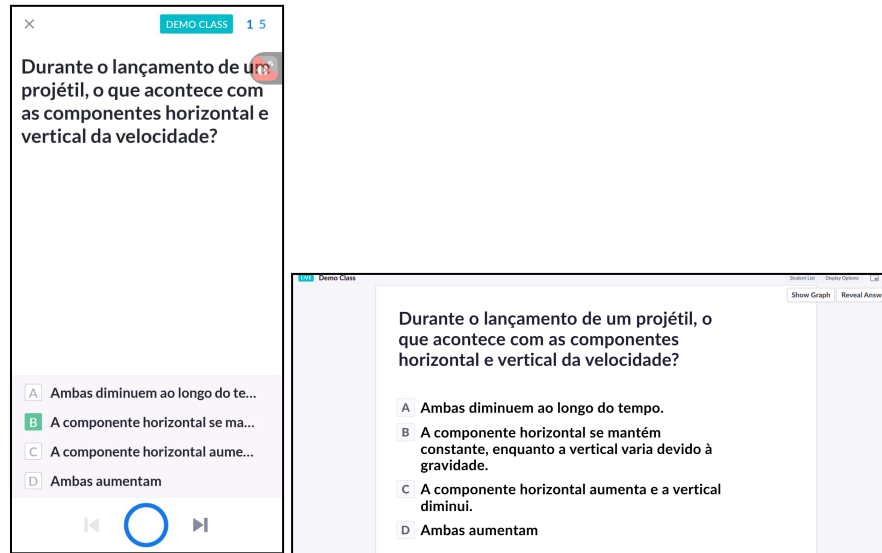 DEMO CLASS 1 5
Durante o lançamento de um
projétil, o que acontece com
as componentes horizontal e
vertical da velocidade?
A Ambas diminuem ao longo do te...
B A componente horizontal se ma...
C A componente horizontal aume...
D Ambas aumentam
LIVE Demo Class
Student List Display Options
Show Graph Reveal Answ
Durante o lançamento de um projétil, o
que acontece com as componentes
horizontal e vertical da velocidade?
A Ambas diminuem ao longo do tempo.
B A componente horizontal se mantém
constante, enquanto a vertical varia devido à
gravidade.
C A componente horizontal aumenta e a vertical
diminui.
D Ambas aumentam